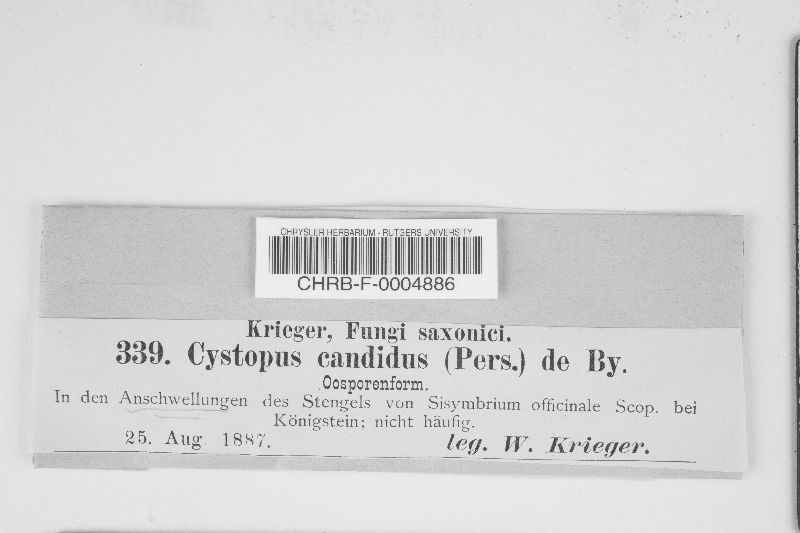 CHRYSLER HERBARIUM - RUTGERS UNIVERSITY
CHRB-F-0004886
Krieger, Fungi saxonici.
339. Cystopus candidus (Pers.) de By.
Oosporenform.
In den Anschwellungen des Stengels von Sisymbrium officinale Scop. bei
Königstein; nicht häufig.
25. Aug 1887.
leg. W. Krieger.